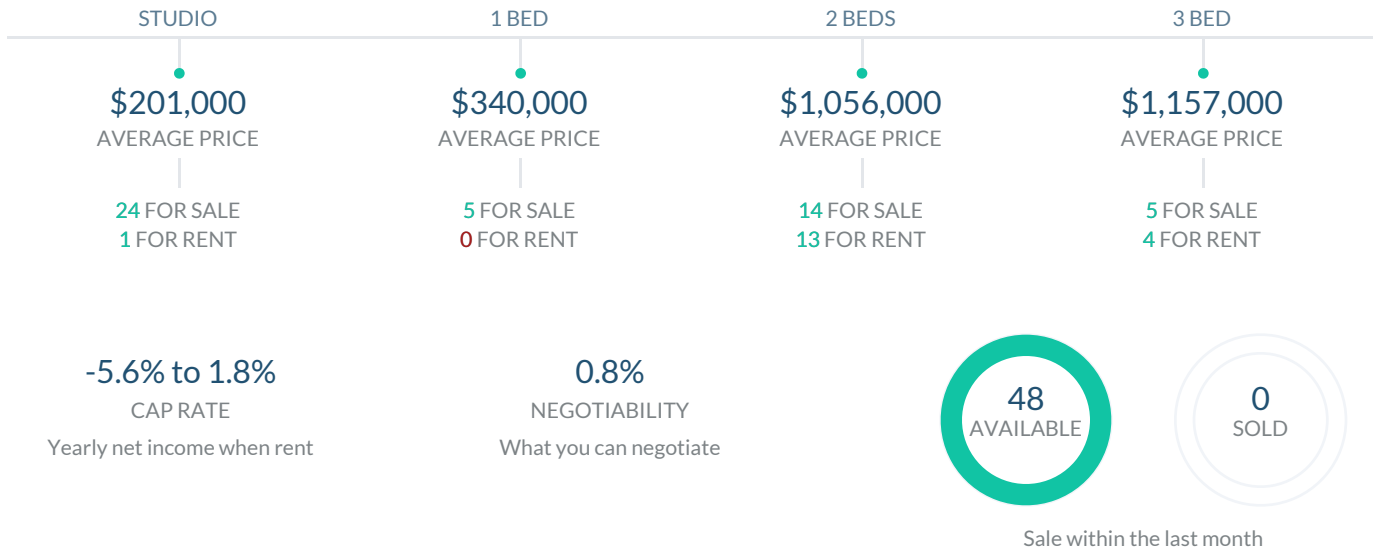 STUDIO
1 BED
2 BEDS
3 BED
$201,000
$340,000
$1,056,000
$1,157,000
AVERAGE PRICE
AVERAGE PRICE
AVERAGE PRICE
AVERAGE PRICE
24 FOR SALE
5 FOR SALE
14 FOR SALE
5 FOR SALE
1 FOR RENT
0 FOR RENT
13 FOR RENT
4 FOR RENT
-5.6% to 1.8%
CAP RATE
Yearly net income when rent
0.8%
NEGOTIABILITY
What you can negotiate
48
AVAILABLE
0
SOLD
Sale within the last month